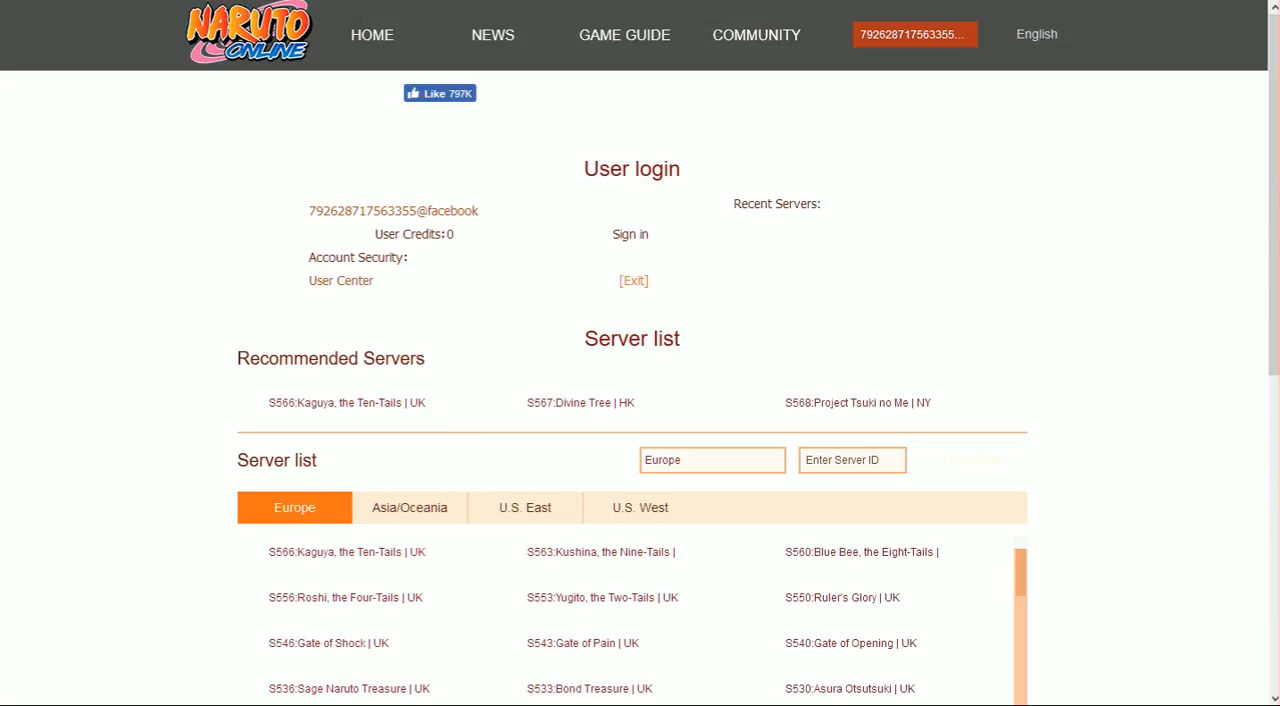 NARUTO
ONLINE
HOME NEWS GAME GUIDE COMMUNITY 792628717563355... English
Like 797K
User login
792628717563355@facebook
Recent Servers:
User Credits:0
Sign in
Account Security:
User Center
[Exit]
Server list
Recommended Servers
S566:Kaguya, the Ten-Tails | UK S567:Divine Tree | HK S568:Project Tsuki no Me | NY
Server list Europe Enter Server ID
Europe Asia/Oceania U.S. East U.S. West
S566:Kaguya, the Ten-Tails | UK S563:Kushina, the Nine-Tails | S560:Blue Bee, the Eight-Tails |
S556:Roshi, the Four-Tails | UK S553:Yugito, the Two-Tails | UK S550:Ruler's Glory | UK
S546:Gate of Shock | UK S543:Gate of Pain | UK S540:Gate of Opening | UK
S536:Sage Naruto Treasure | UK S533:Bond Treasure | UK S530:Asura Otsutsuki | UK